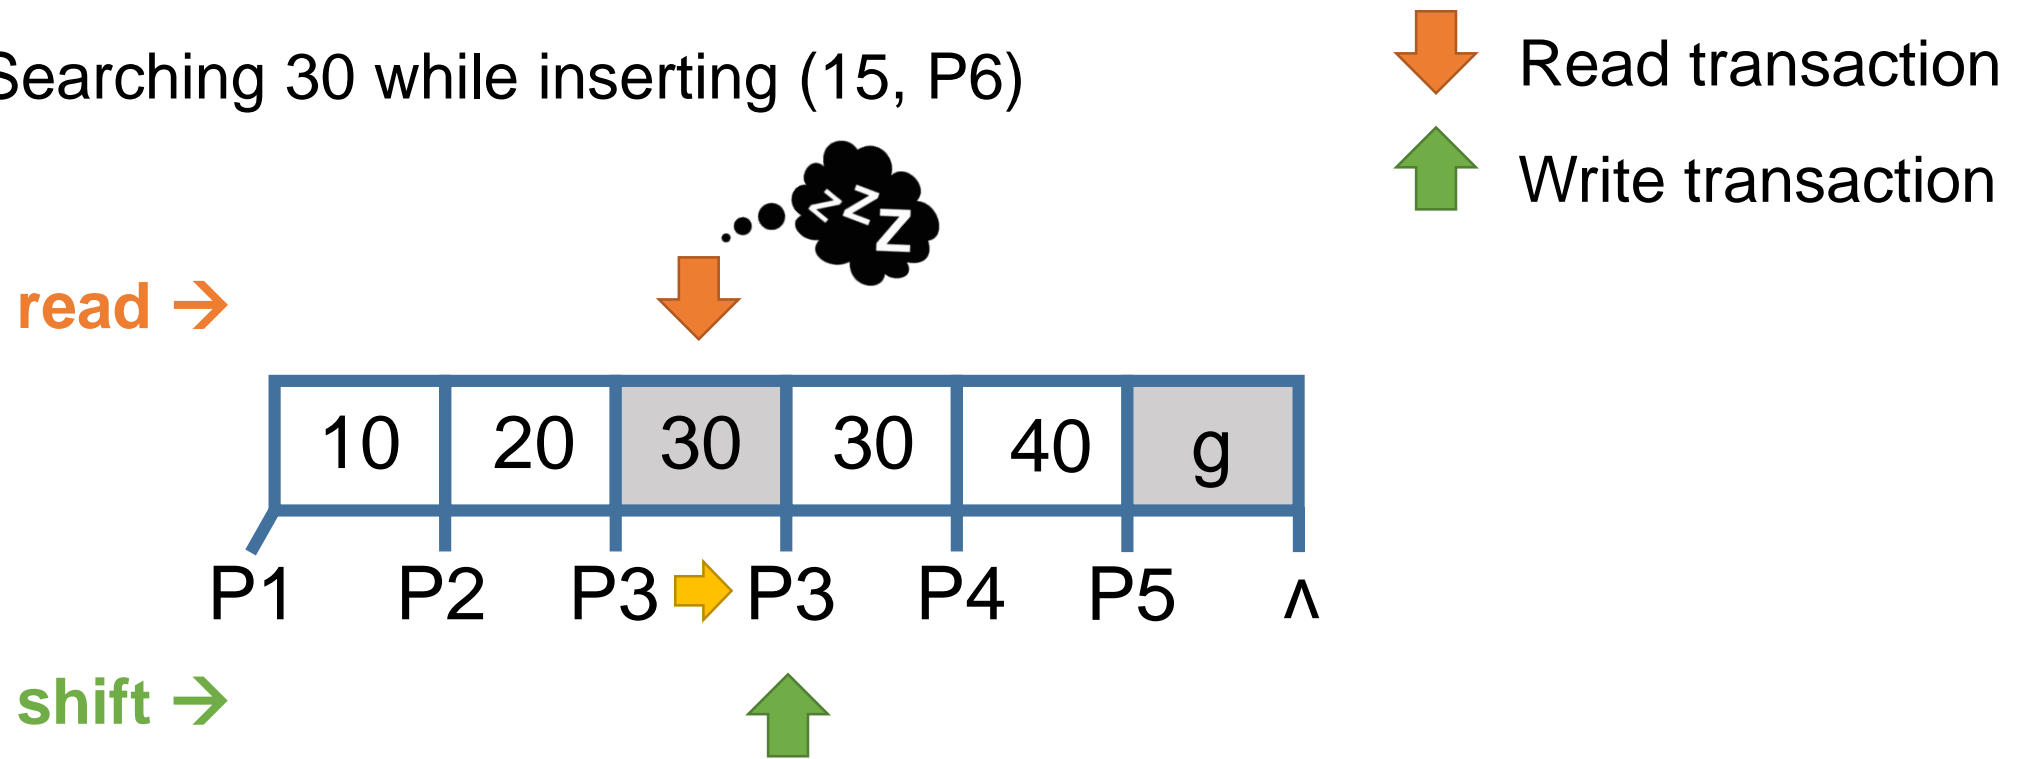 Searching 30 while inserting (15, P6)
Read transaction
Write transaction
z Z Z
read →
10 20 30 30 40 g
P1 P2 P3 P3 P4 P5 ʌ
shift →